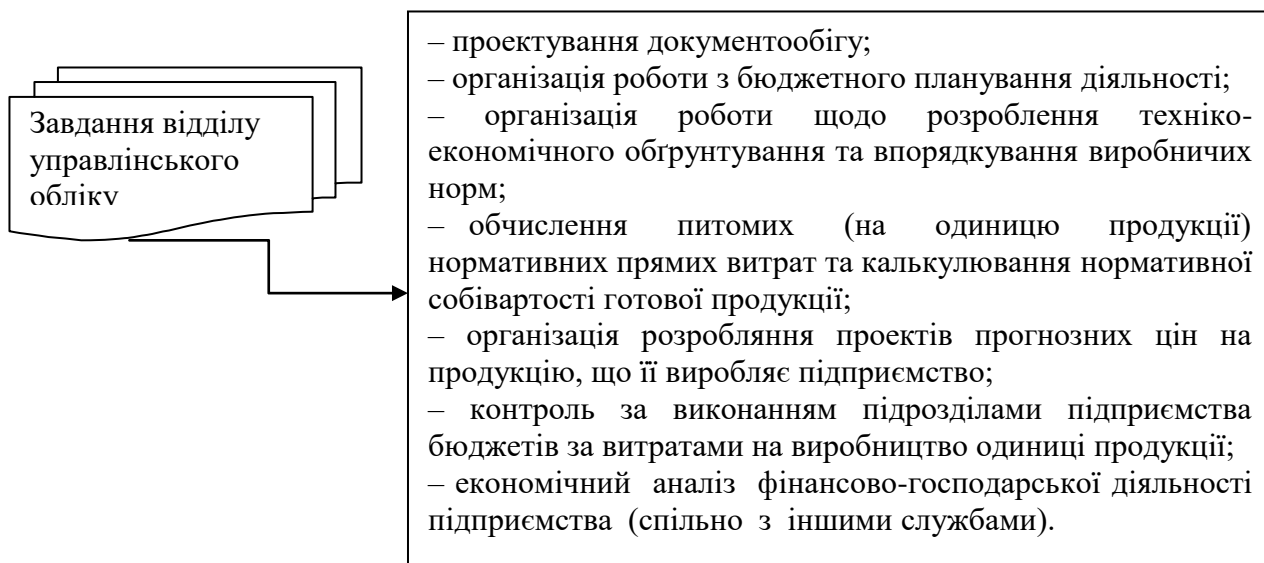 Завдання відділу
управлінського
обліку
– проектування документообігу;
– організація роботи з бюджетного планування діяльності;
– організація роботи щодо розроблення техніко-
економічного обґрунтування та впорядкування виробничих
норм;
– обчислення питомих (на одиницю продукції)
нормативних прямих витрат та калькулювання нормативної
собівартості готової продукції;
– організація розробляння проектів прогнозних цін на
продукцію, що її виробляє підприємство;
– контроль за виконанням підрозділами підприємства
бюджетів за витратами на виробництво одиниці продукції;
– економічний аналіз фінансово-господарської діяльності
підприємства (спільно з іншими службами).